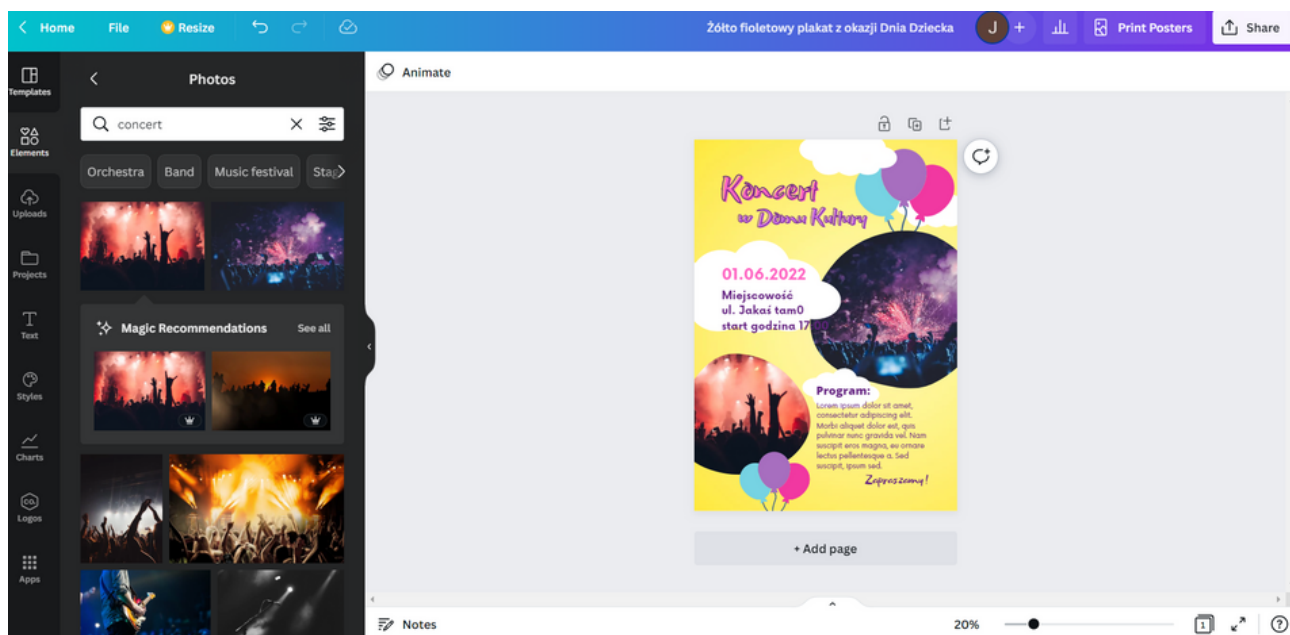 Home File Resize Żółto fioletowy plakat z okazji Dnia Dziecka J + Print Posters Share
Templates
Elements
Uploads
Projects
Text
Styles
Charts
Logos
Apps
Photos
concert
Orchestra Band Music festival Stag
Magic Recommendations See all
Animate
Koncert
w Domu Kultury
01.06.2022
Miejscowość
ul. Jakaś tam0
start godzina 17:00
Program:
Lorem ipsum dolor sit amet,
consectetur adipiscing elit.
Morbi aliquet dolor est, quis
pulvinar nunc gravida vel. Nam
suscipit eros magna, eu ornare
lectus pellentesque a. Sed
suscipit, ipsum sed.
Zapraszamy!
+ Add page
Notes 20% 1